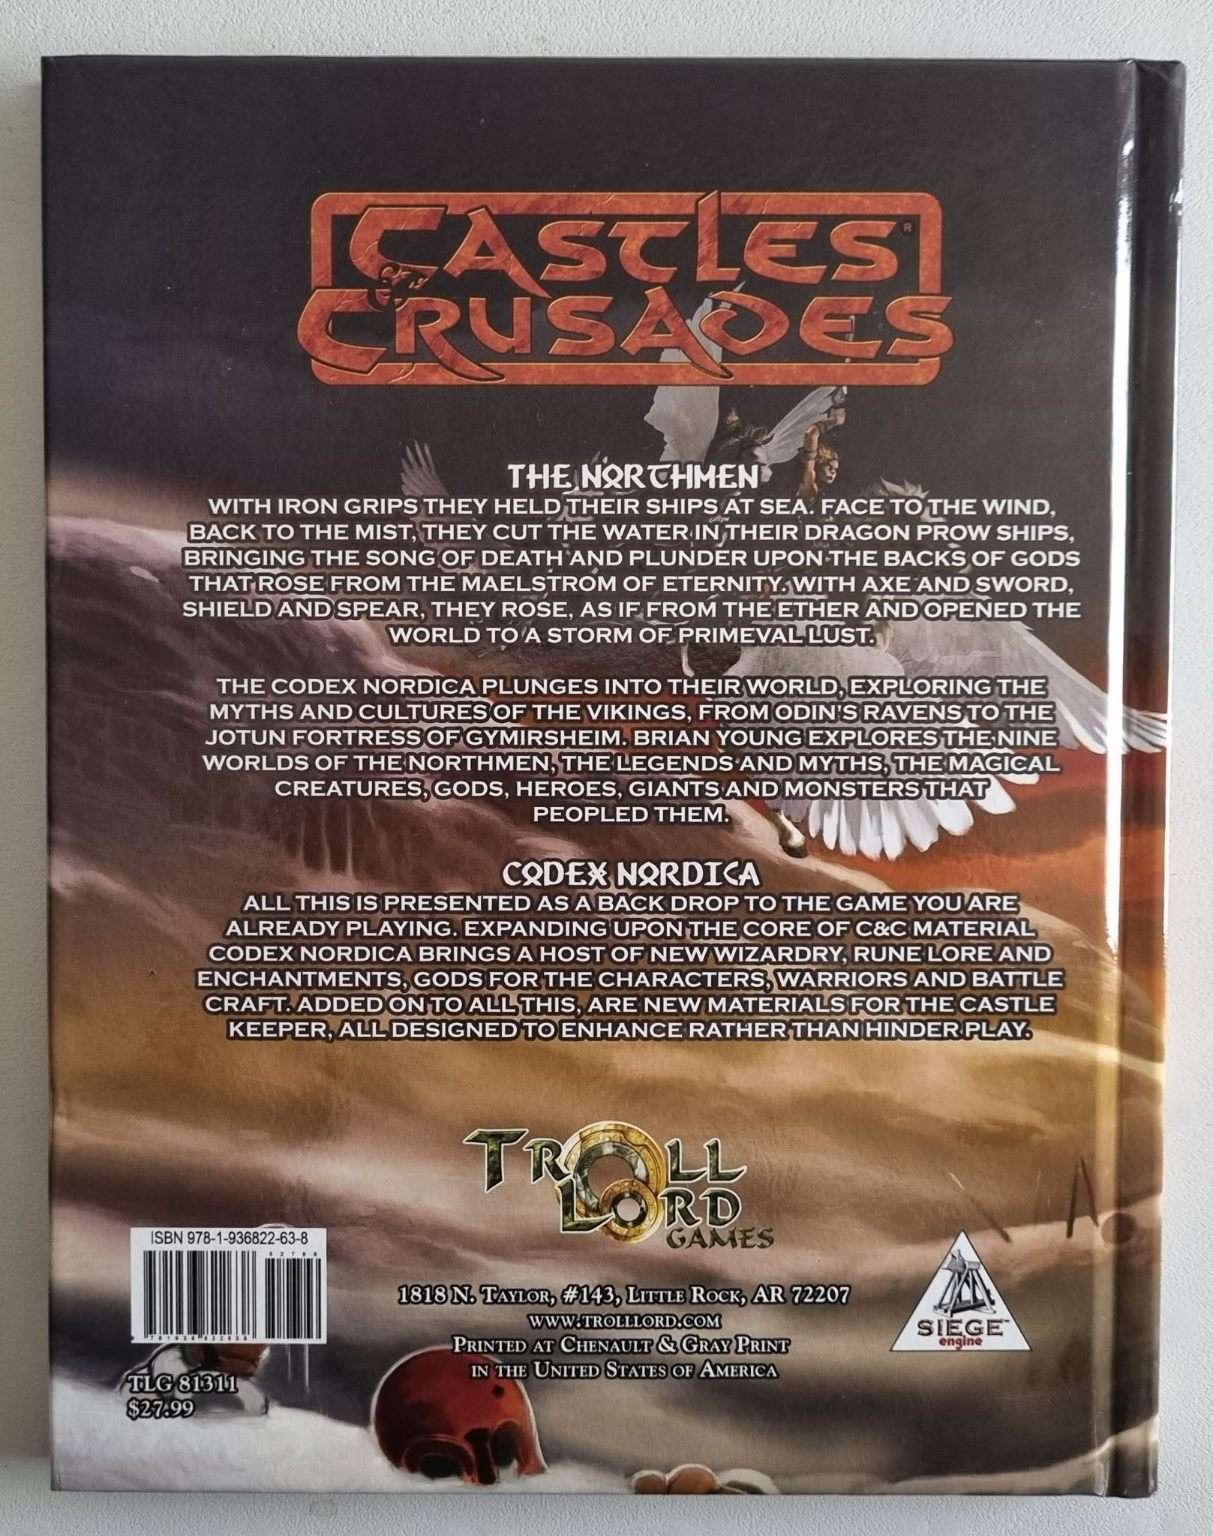 CASTLES®
& CRUSADES
THE NORTHMEN
WITH IRON GRIPS THEY HELD THEIR SHIPS AT SEA. FACE TO THE WIND,
BACK TO THE MIST, THEY CUT THE WATER IN THEIR DRAGON PROW SHIPS,
BRINGING THE SONG OF DEATH AND PLUNDER UPON THE BACKS OF GODS
THAT ROSE FROM THE MAELSTROM OF ETERNITY. WITH AXE AND SWORD,
SHIELD AND SPEAR, THEY ROSE, AS IF FROM THE ETHER AND OPENED THE
WORLD TO A STORM OF PRIMEVAL LUST.
THE CODEX NORDICA PLUNGES INTO THEIR WORLD, EXPLORING THE
MYTHS AND CULTURES OF THE VIKINGS, FROM ODIN'S RAVENS TO THE
JOTUN FORTRESS OF GYMIRSHEIM. BRIAN YOUNG EXPLORES THE NINE
WORLDS OF THE NORTHMEN, THE LEGENDS AND MYTHS, THE MAGICAL
CREATURES, GODS, HEROES, GIANTS AND MONSTERS THAT
PEOPLED THEM.
CODEX NORDICA
ALL THIS IS PRESENTED AS A BACK DROP TO THE GAME YOU ARE
ALREADY PLAYING. EXPANDING UPON THE CORE OF C&C MATERIAL
CODEX NORDICA BRINGS A HOST OF NEW WIZARDRY, RUNE LORE AND
ENCHANTMENTS, GODS FOR THE CHARACTERS, WARRIORS AND BATTLE
CRAFT. ADDED ON TO ALL THIS, ARE NEW MATERIALS FOR THE CASTLE
KEEPER, ALL DESIGNED TO ENHANCE RATHER THAN HINDER PLAY.
TROLL
LORD
GAMES
ISBN 978-1-936822-63-8
52799
9 781936 822638
1818 N. TAYLOR, #143, LITTLE ROCK, AR 72207
WWW.TROLLLORD.COM
PRINTED AT CHENAULT & GRAY PRINT
IN THE UNITED STATES OF AMERICA
SIEGE™
engine
TLG 81311
$27.99